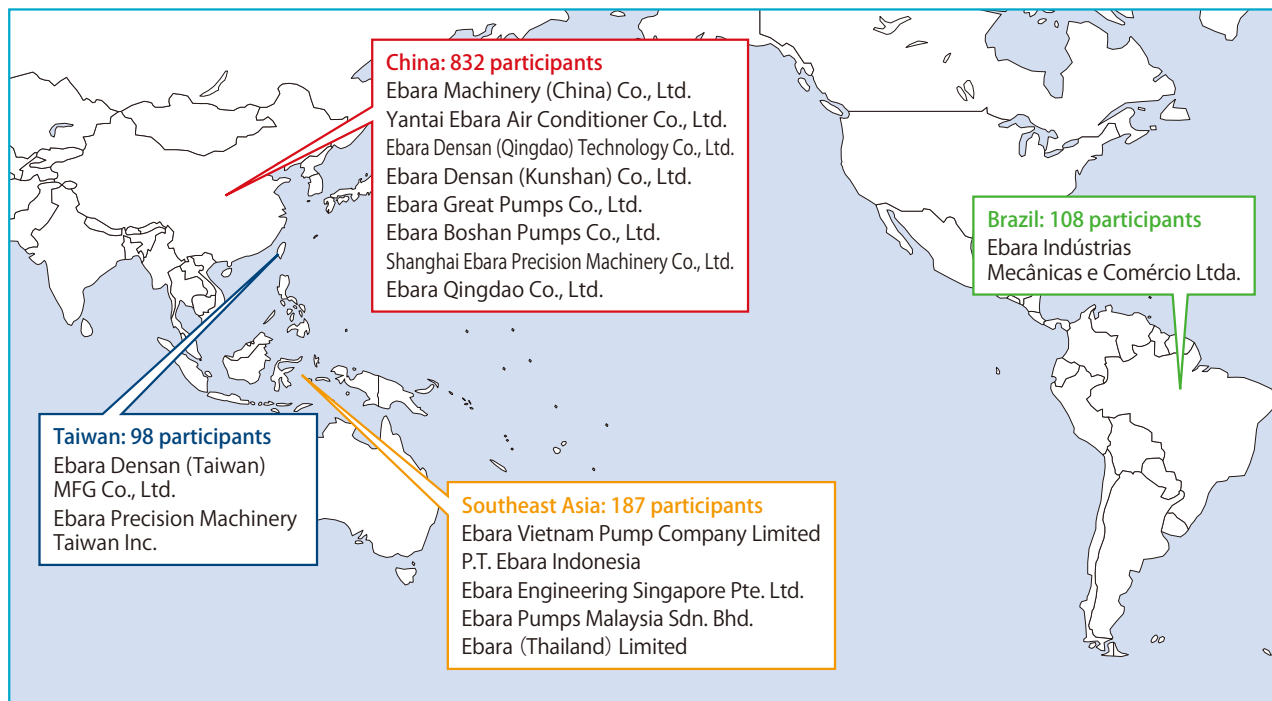 China: 832 participants
Ebara Machinery (China) Co., Ltd.
Yantai Ebara Air Conditioner Co., Ltd.
Ebara Densan (Qingdao) Technology Co., Ltd.
Ebara Densan (Kunshan) Co., Ltd.
Ebara Great Pumps Co., Ltd.
Ebara Boshan Pumps Co., Ltd.
Shanghai Ebara Precision Machinery Co., Ltd.
Ebara Qingdao Co., Ltd.
Brazil: 108 participants
Ebara Indústrias
Mecânicas e Comércio Ltda.
Taiwan: 98 participants
Ebara Densan (Taiwan)
MFG Co., Ltd.
Ebara Precision Machinery
Taiwan Inc.
Southeast Asia: 187 participants
Ebara Vietnam Pump Company Limited
P.T. Ebara Indonesia
Ebara Engineering Singapore Pte. Ltd.
Ebara Pumps Malaysia Sdn. Bhd.
Ebara (Thailand) Limited